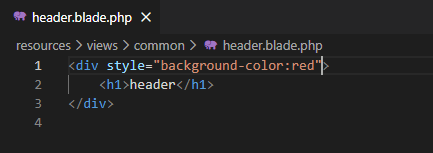 header.blade.php ×
resources > views > common > header.blade.php
1 <div style="background-color:red">
2     <h1>header</h1>
3 </div>
4